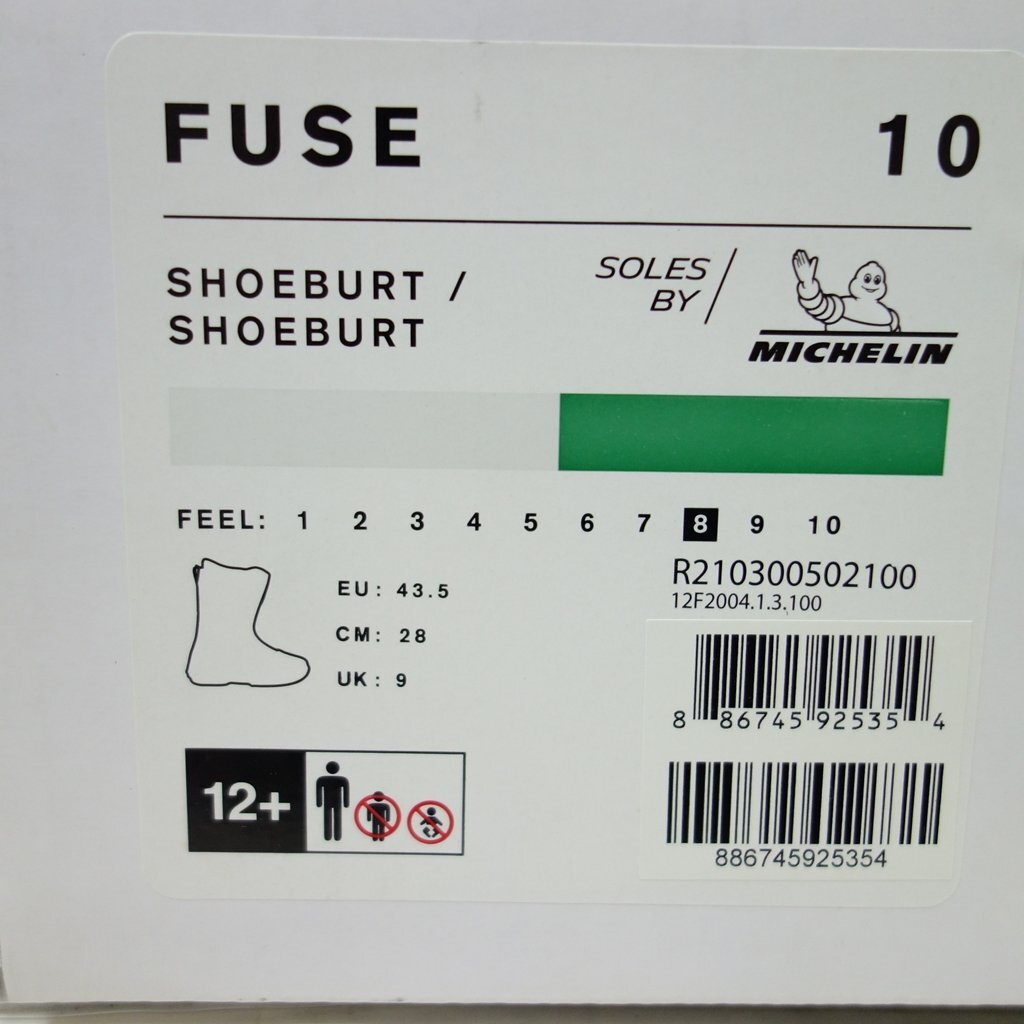 FUSE 10
SHOEBURT /
SHOEBURT
SOLES
BY
MICHELIN
FEEL: 1 2 3 4 5 6 7 8 9 10
EU: 43.5
CM: 28
UK: 9
R210300502100
12F2004.1.3.100
8 86745 92535 4
886745925354
12+